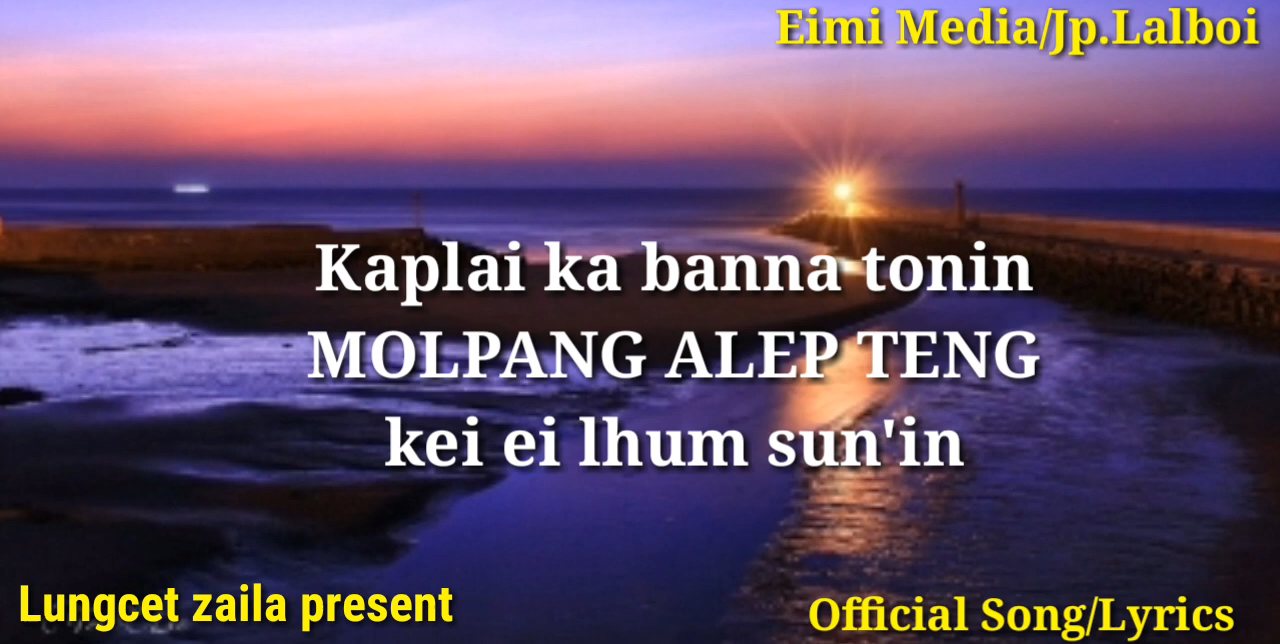 Eimi Media/Jp.Lalboi
Kaplai ka banna tonin
MOLPANG ALEP TENG
kei ei lhum sun'in
Lungcet zaila present
Official Song/Lyrics